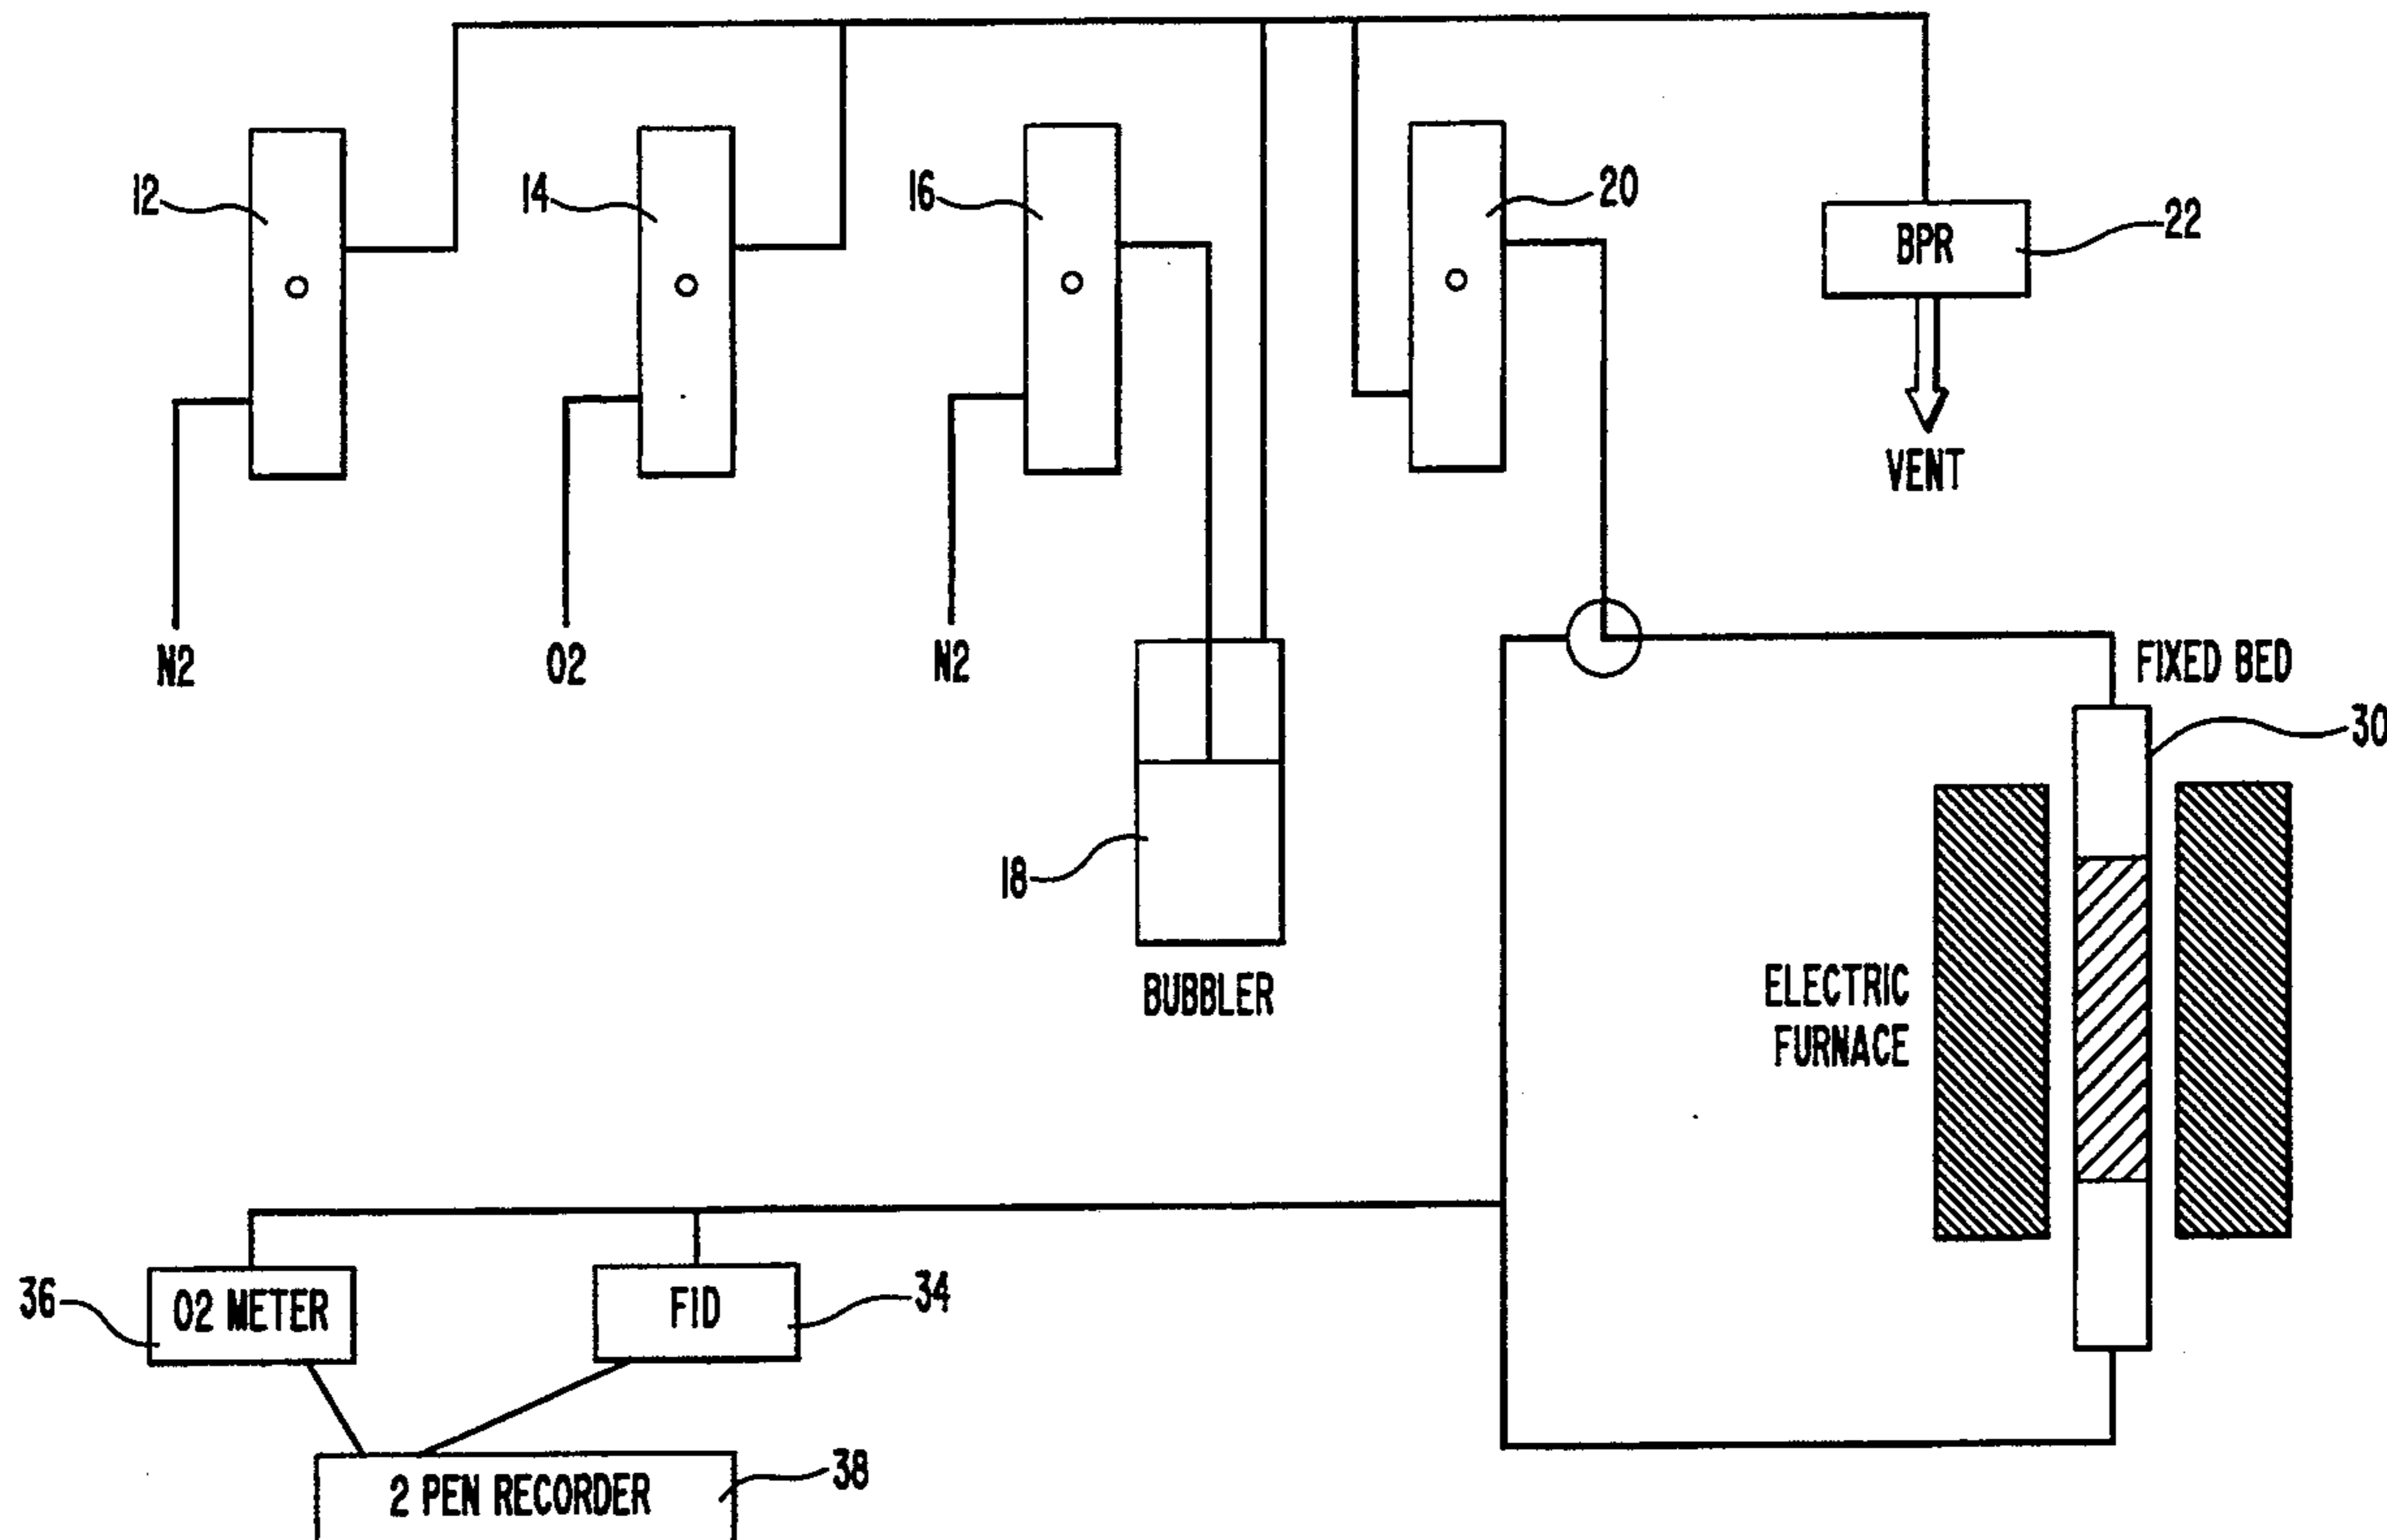 12
14
16
20
22
BPR
VENT
N2
O2
N2
FIXED BED
30
18
BUBBLER
ELECTRIC
FURNACE
36
O2 METER
FID
34
2 PEN RECORDER
38